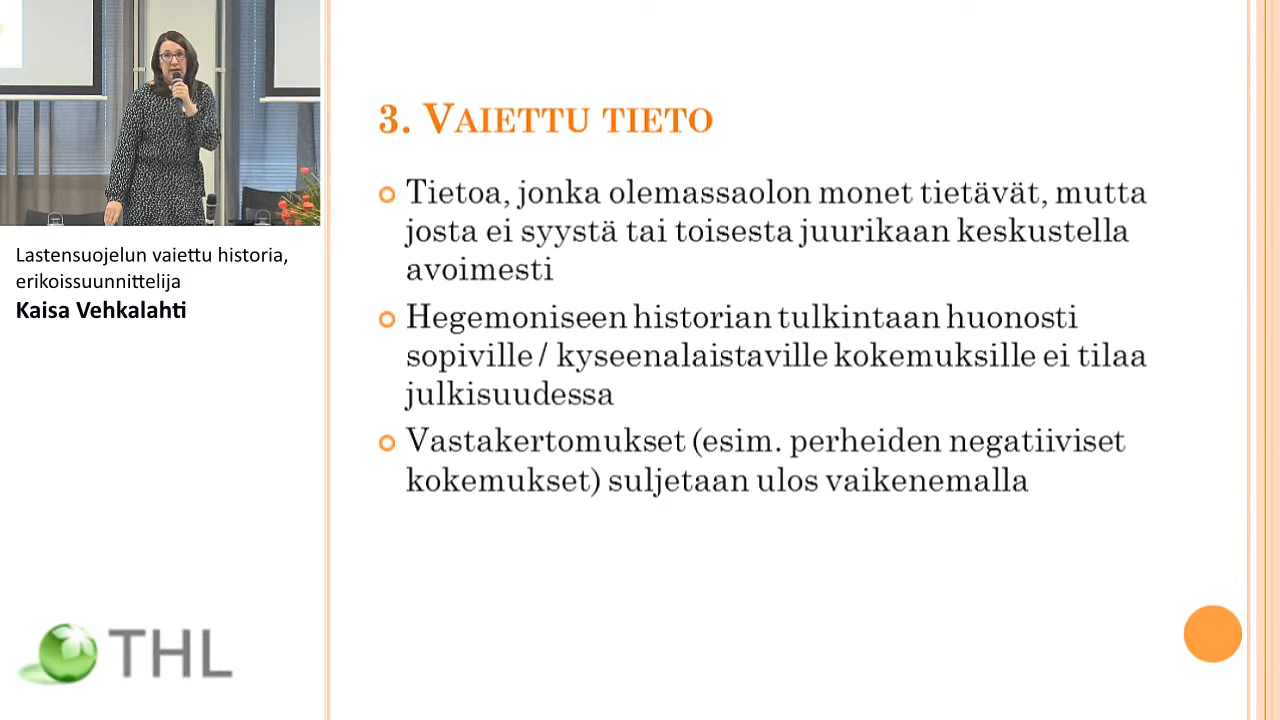 Lastensuojelun vaiettu historia,
erikoissuunnittelija
Kaisa Vehkalahti
THL
3. VAIETTU TIETO
Tietoa, jonka olemassaolon monet tietävät, mutta
josta ei syystä tai toisesta juurikaan keskustella
avoimesti
Hegemoniseen historian tulkintaan huonosti
sopiville / kyseenalaistaville kokemuksille ei tilaa
julkisuudessa
Vastakertomukset (esim. perheiden negatiiviset
kokemukset) suljetaan ulos vaikenemalla